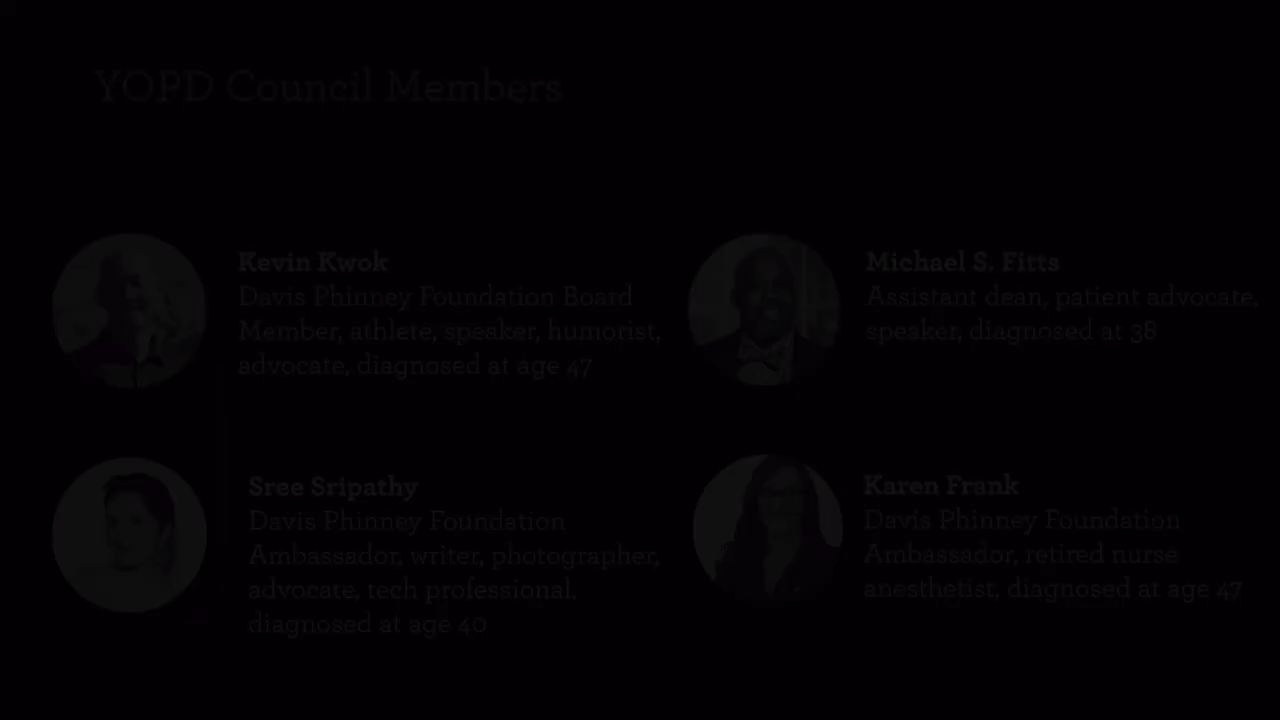 YOPD Council Members
Kevin Kwok
Davis Phinney Foundation Board
Member, athlete, speaker, humorist,
advocate, diagnosed at age 47
Michael S. Fitts
Assistant dean, patient advocate,
speaker, diagnosed at 38
Sree Sripathy
Davis Phinney Foundation
Ambassador, writer, photographer,
advocate, tech professional,
diagnosed at age 40
Karen Frank
Davis Phinney Foundation
Ambassador, retired nurse
anesthetist, diagnosed at age 47